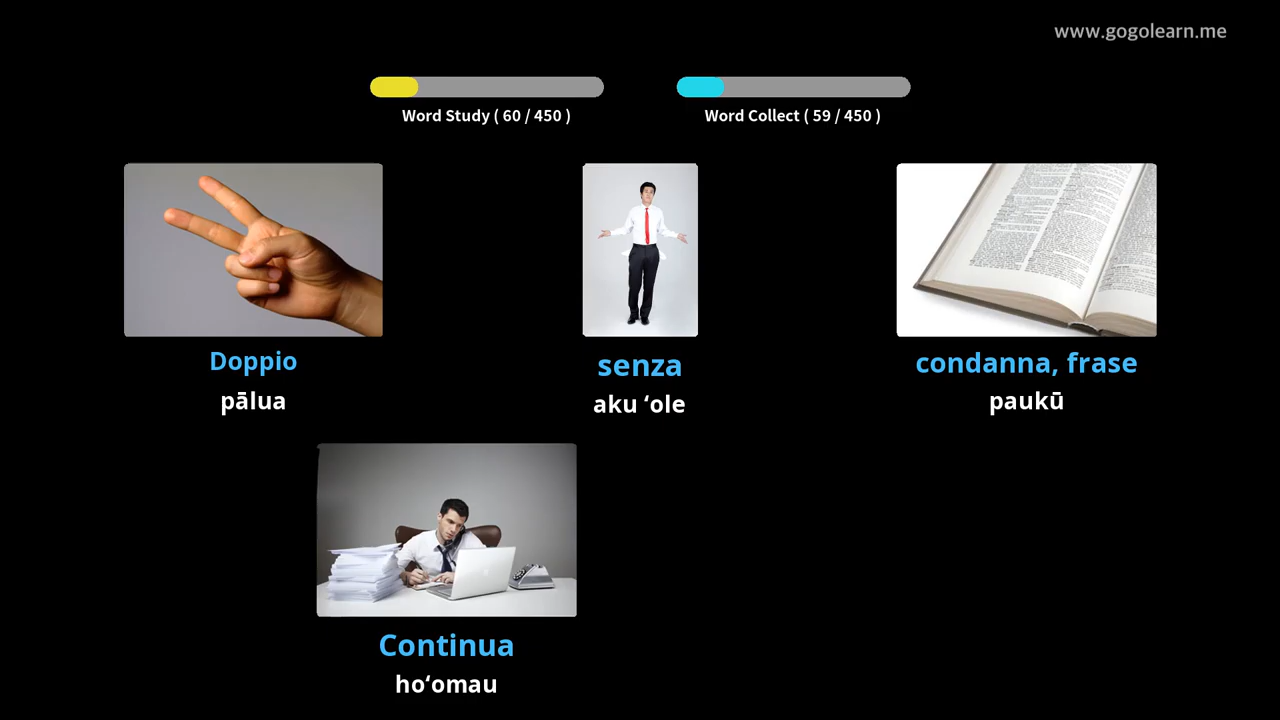 www.gogolearn.me
Word Study ( 60 / 450 )
Word Collect ( 59 / 450 )
Doppio
pālua
senza
aku ʻole
condanna, frase
paukū
Continua
hoʻomau